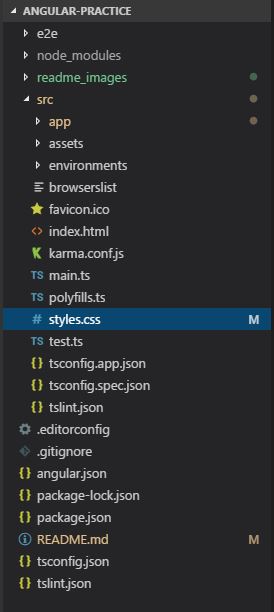 ANGULAR-PRACTICE
e2e
node_modules
readme_images
src
app
assets
environments
browserslist
favicon.ico
<> index.html
karma.conf.js
TS main.ts
TS polyfills.ts
# styles.css M
TS test.ts
{} tsconfig.app.json
{} tsconfig.spec.json
{} tslint.json
.editorconfig
.gitignore
{} angular.json
{} package-lock.json
{} package.json
README.md M
{} tsconfig.json
{} tslint.json